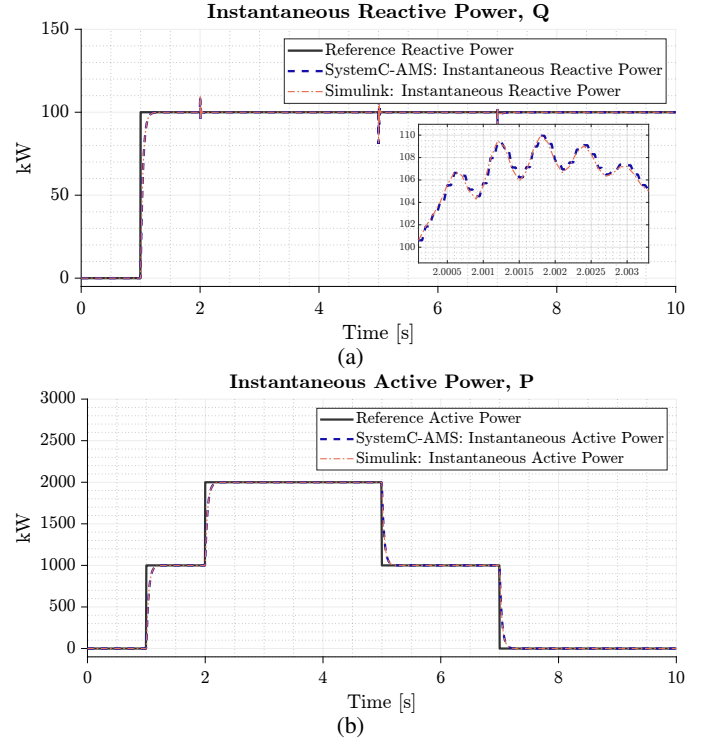 Instantaneous Reactive Power, Q
150
100
50
0
kW
Reference Reactive Power
SystemC-AMS: Instantaneous Reactive Power
Simulink: Instantaneous Reactive Power
110
108
106
104
102
100
2.0005 2.001 2.0015 2.002 2.0025 2.003
0 2 4 6 8 10
Time [s]
(a)
Instantaneous Active Power, P
3000
2500
2000
1500
1000
500
0
kW
Reference Active Power
SystemC-AMS: Instantaneous Active Power
Simulink: Instantaneous Active Power
0 2 4 6 8 10
Time [s]
(b)